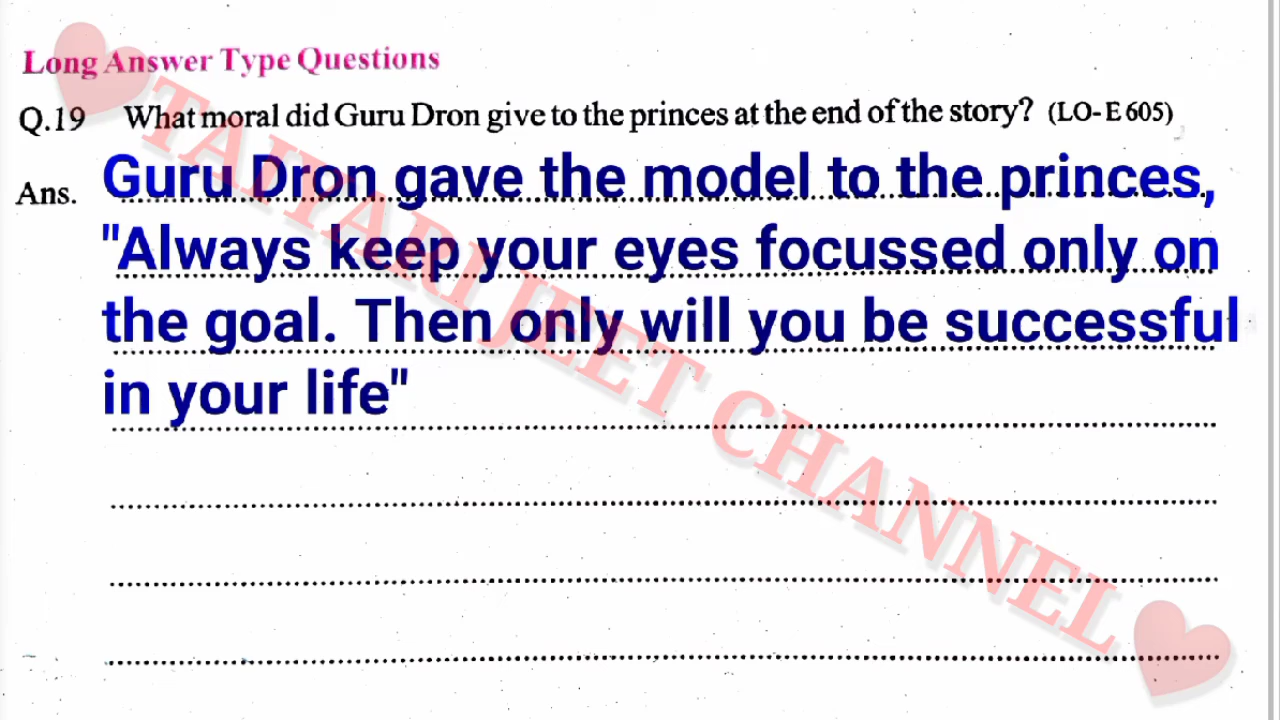 Long Answer Type Questions
Q.19 What moral did Guru Dron give to the princes at the end of the story? (LO-E 605)
Ans. Guru Dron gave the model to the princes,
"Always keep your eyes focussed only on
the goal. Then only will you be successful
in your life"
TAIYARI JEET CHANNEL